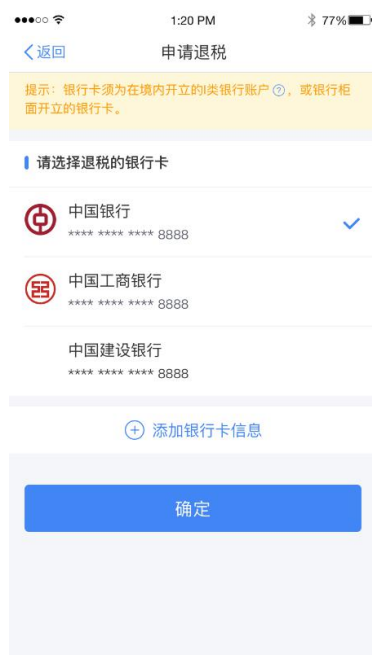 1:20 PM
77%
返回
申请退税
提示：银行卡须为在境内开立的I类银行账户?，或银行柜
面开立的银行卡。
请选择退税的银行卡
中国银行
**** **** **** 8888
中国工商银行
**** **** **** 8888
中国建设银行
**** **** **** 8888
添加银行卡信息
确定